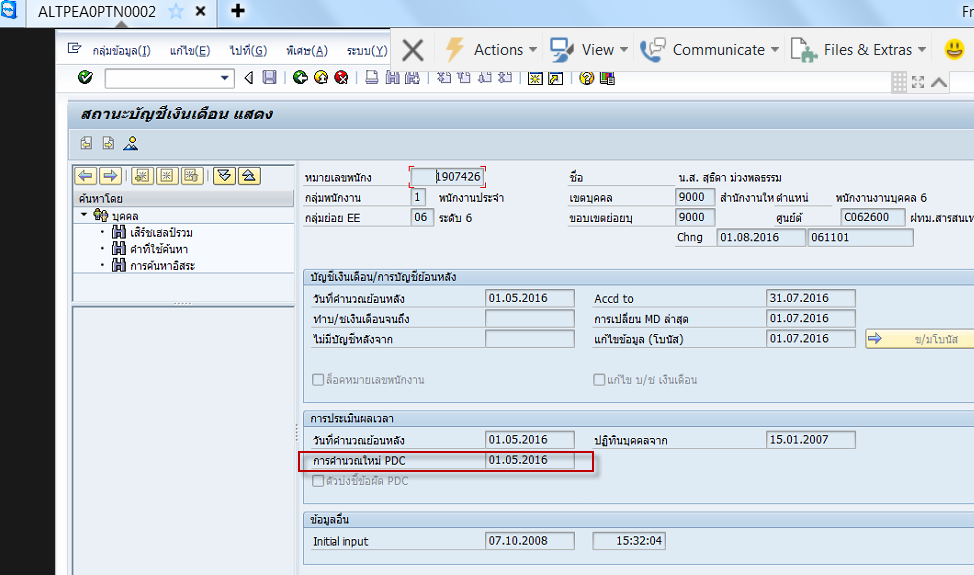 ALTPEA0PTN0002
Fr
กลุ่มข้อมูล(I) แก้ไข(E) ไปที่(G) พิเศษ(A) ระบบ(Y)
Actions View Communicate Files & Extras
สถานะบัญชีเงินเดือน แสดง
ค้นหาโดย
บุคคล
เสิร์ชเฮลป์รวม
คำที่ใช้ค้นหา
การค้นหาอิสระ
หมายเลขพนักง 1907426 ชื่อ น.ส. สุธิดา ม่วงพลธรรม
กลุ่มพนักงาน 1 พนักงานประจำ เขตบุคคล 9000 สำนักงานให ตำแหน่ พนักงานงานบุคคล 6
กลุ่มย่อย EE 06 ระดับ 6 ขอบเขตย่อยบุ 9000 ศูนย์ต้ C062600 ฝทม.สารสนเท
Chng 01.08.2016 061101
บัญชีเงินเดือน/การบัญชีย้อนหลัง
วันที่คำนวณย้อนหลัง 01.05.2016 Accd to 31.07.2016
ทำบ/ชเงินเดือนจนถึง การเปลี่ยน MD ล่าสุด 01.07.2016
ไม่มีบัญชีหลังจาก แก้ไขข้อมูล (โบนัส) 01.07.2016 ข/มโบนัส
ล็อคหมายเลขพนักงาน แก้ไข บ/ช เงินเดือน
การประเมินผลเวลา
วันที่คำนวณย้อนหลัง 01.05.2016 ปฏิทินบุคคลจาก 15.01.2007
การคำนวณใหม่ PDC 01.05.2016
ตัวบ่งชี้ข้อผิด PDC
ข้อมูลอื่น
Initial input 07.10.2008 15:32:04